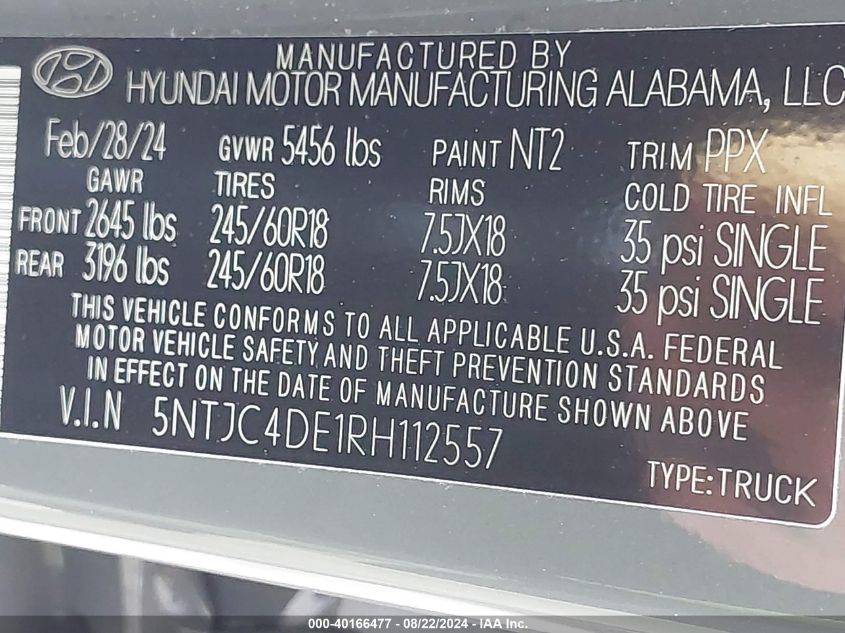 MANUFACTURED BY
HYUNDAI MOTOR MANUFACTURING ALABAMA, LLC
Feb/28/24 GVWR 5456 lbs PAINT NT2 TRIM PPX
GAWR TIRES RIMS COLD TIRE INFL
FRONT 2645 lbs 245/60R18 7.5JX18 35 psi SINGLE
REAR 3196 lbs 245/60R18 7.5JX18 35 psi SINGLE
THIS VEHICLE CONFORMS TO ALL APPLICABLE U.S.A. FEDERAL
MOTOR VEHICLE SAFETY AND THEFT PREVENTION STANDARDS
IN EFFECT ON THE DATE OF MANUFACTURE SHOWN ABOVE
V.I.N 5NTJC4DE1RH112557
TYPE:TRUCK
000-40166477 - 08/22/2024 - IAA Inc.